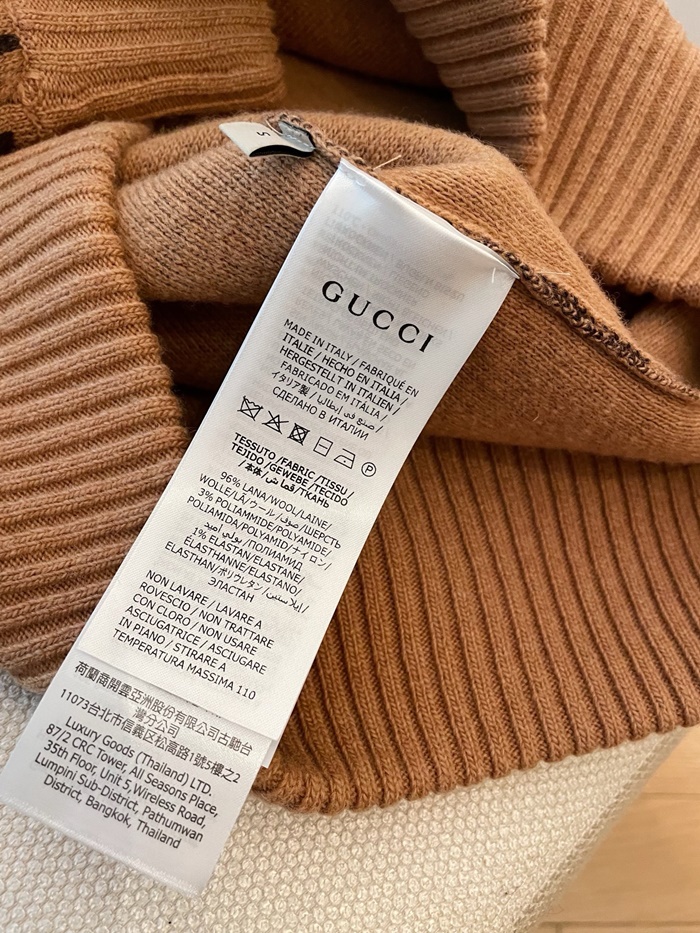 S
GUCCI
MADE IN ITALY / FABRIQUÉ EN
ITALIE / HECHO EN ITALIA /
HERGESTELLT IN ITALIEN /
FABRICADO EM ITÁLIA /
イタリア製 / صنع في إيطاليا /
СДЕЛАНО В ИТАЛИИ
P
TESSUTO /FABRIC /TISSU /
TEJIDO /GEWEBE /TECIDO
/本体/ قماش /ТКАНЬ
96% LANA/WOOL/LAINE/
WOLLE/LÃ/ウール/صوف/ШЕРСТЬ
3% POLIAMMIDE/POLYAMIDE/
POLIAMIDA/POLYAMID/ナイロン/
بولي أميد/ПОЛИАМИД
1% ELASTAN/ELASTANE/
ÉLASTHANNE/ELASTANO/
ELASTHAN/ポリウレタン/إيلاستين/
ЭЛАСТАН
NON LAVARE / LAVARE A
ROVESCIO / NON TRATTARE
CON CLORO / NON USARE
ASCIUGATRICE / ASCIUGARE
IN PIANO / STIRARE A
TEMPERATURA MASSIMA 110
荷蘭商開雲亞洲股份有限公司古馳台
灣分公司
11073台北市信義區松高路1號5樓之2
Luxury Goods (Thailand) LTD.
87/2 CRC Tower, All Seasons Place,
35th Floor, Unit 5,Wireless Road,
Lumpini Sub-District, Pathumwan
District, Bangkok, Thailand